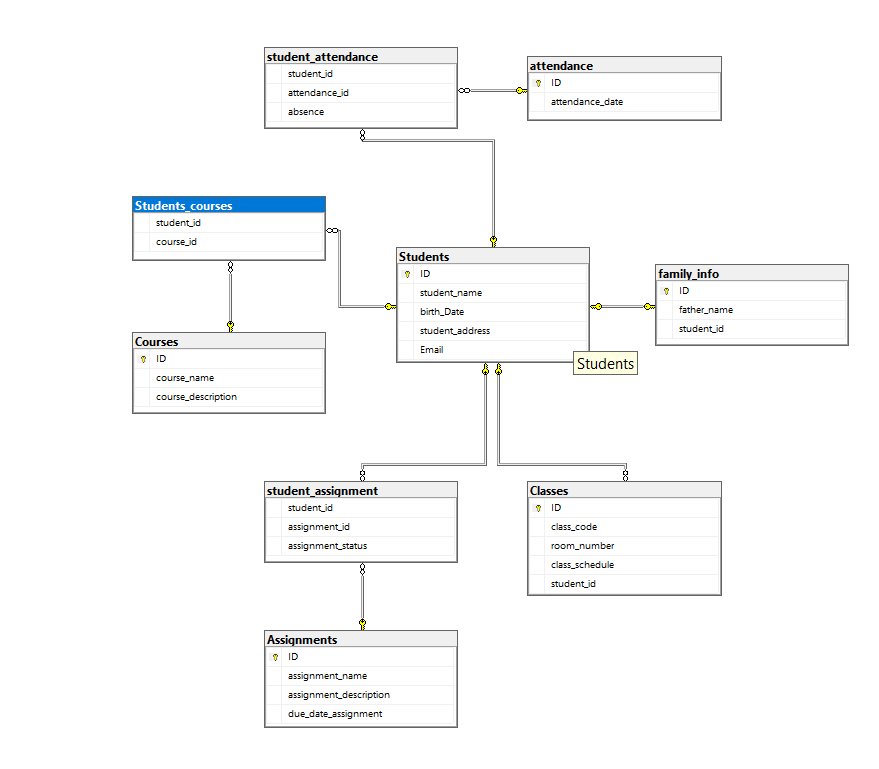 student_attendance
student_id
attendance_id
absence
attendance
ID
attendance_date
Students_courses
student_id
course_id
Students
ID
student_name
birth_Date
student_address
Email
family_info
ID
father_name
student_id
Students
Courses
ID
course_name
course_description
student_assignment
student_id
assignment_id
assignment_status
Classes
ID
class_code
room_number
class_schedule
student_id
Assignments
ID
assignment_name
assignment_description
due_date_assignment